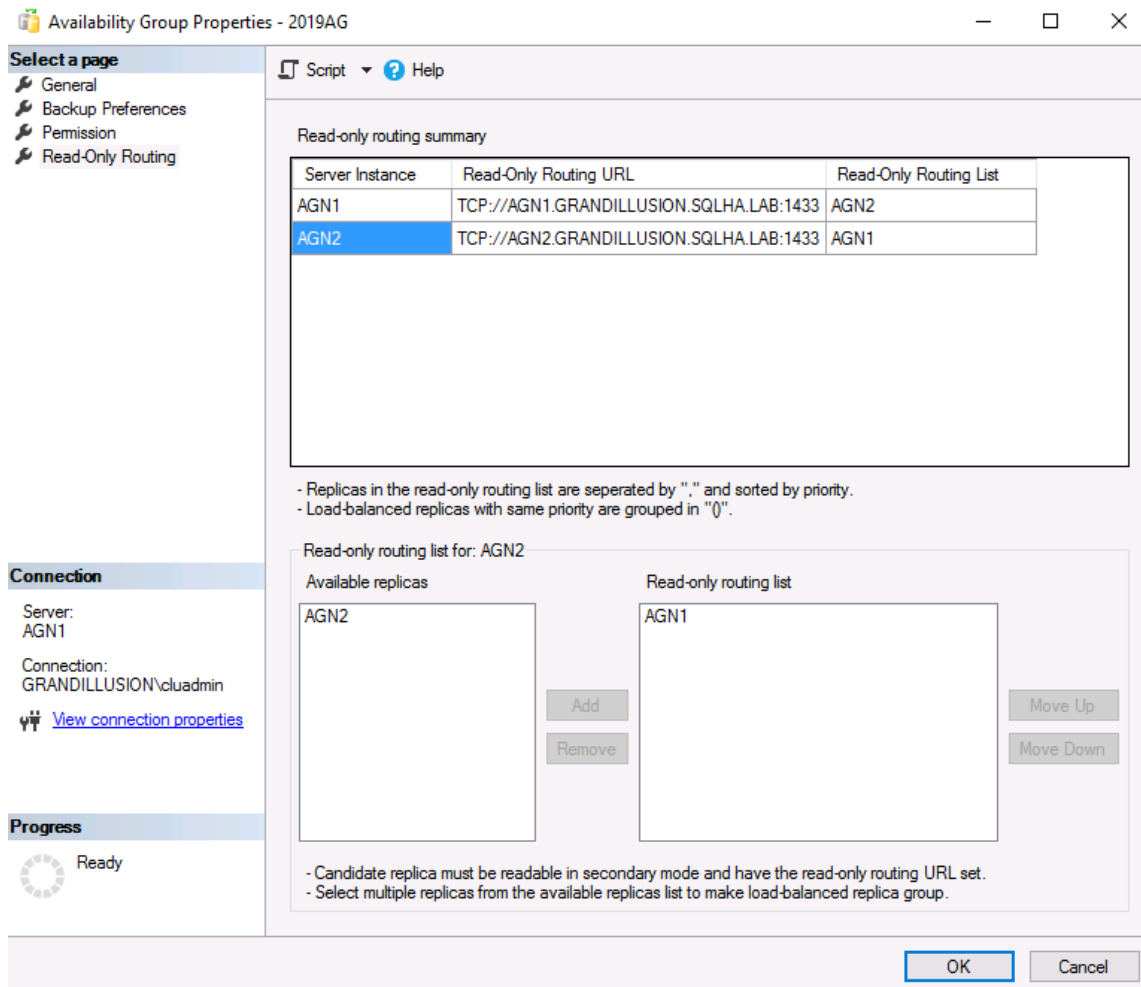 Availability Group Properties - 2019AG
Select a page
General
Backup Preferences
Permission
Read-Only Routing
Script Help
Read-only routing summary
Server Instance Read-Only Routing URL Read-Only Routing List
AGN1 TCP://AGN1.GRANDILLUSION.SQLHA.LAB:1433 AGN2
AGN2 TCP://AGN2.GRANDILLUSION.SQLHA.LAB:1433 AGN1
- Replicas in the read-only routing list are seperated by "," and sorted by priority.
- Load-balanced replicas with same priority are grouped in "()".
Read-only routing list for: AGN2
Available replicas
AGN2
Read-only routing list
AGN1
Add
Remove
Move Up
Move Down
- Candidate replica must be readable in secondary mode and have the read-only routing URL set.
- Select multiple replicas from the available replicas list to make load-balanced replica group.
Connection
Server:
AGN1
Connection:
GRANDILLUSION\cluadmin
View connection properties
Progress
Ready
OK
Cancel